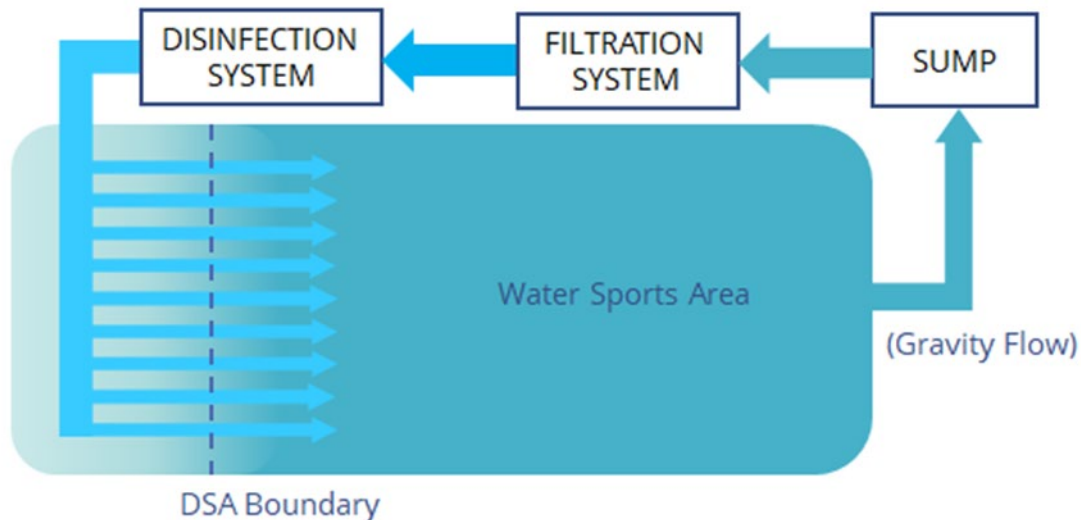 DISINFECTION
SYSTEM
FILTRATION
SYSTEM
SUMP
Water Sports Area
(Gravity Flow)
DSA Boundary